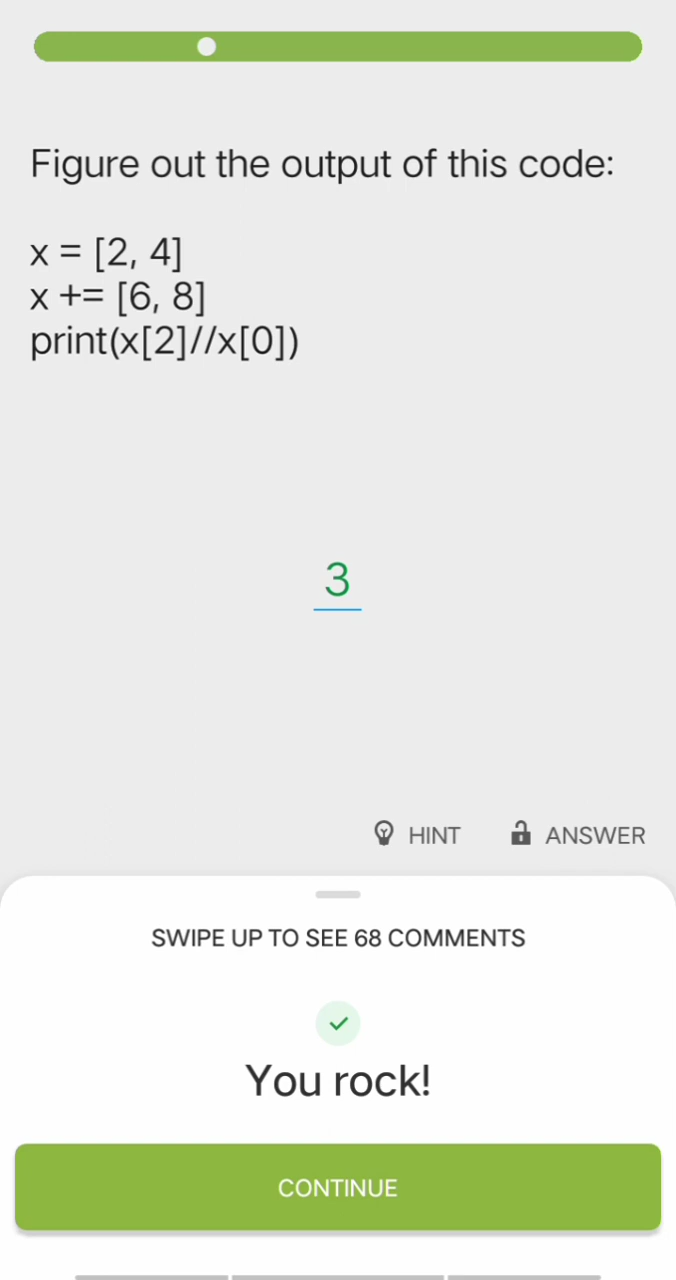 Figure out the output of this code:
x = [2, 4]
x += [6, 8]
print(x[2]//x[0])
3
HINT
ANSWER
SWIPE UP TO SEE 68 COMMENTS
You rock!
CONTINUE